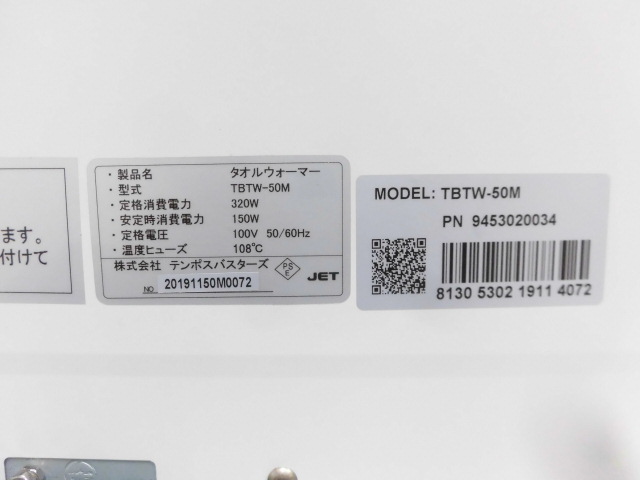 ます。
付けて
・製品名 タオルウォーマー
・型式 TBTW-50M
・定格消費電力 320W
・安定時消費電力 150W
・定格電圧 100V 50/60Hz
・温度ヒューズ 108℃
株式会社 テンポスバスターズ
PSE JET
NO. 20191150M0072
MODEL: TBTW-50M
PN 9453020034
8130 5302 1911 4072